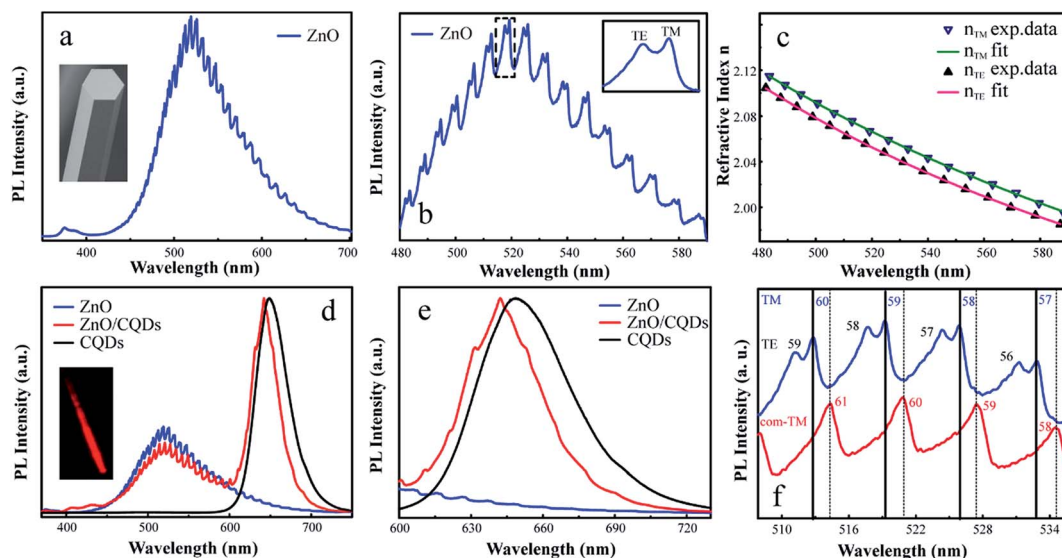 a
ZnO
PL Intensity (a.u.)
400
500
600
700
Wavelength (nm)
b
ZnO
TE
TM
PL Intensity (a.u.)
480
500
520
540
560
580
Wavelength (nm)
c
n_TM exp.data
n_TM fit
n_TE exp.data
n_TE fit
Refractive Index n
2.12
2.08
2.04
2.00
480
500
520
540
560
580
Wavelength (nm)
d
ZnO
ZnO/CQDs
CQDs
PL Intensity (a.u.)
400
500
600
700
Wavelength (nm)
e
ZnO
ZnO/CQDs
CQDs
PL Intensity (a.u.)
600
630
660
690
720
Wavelength (nm)
f
TM
60
59
58
57
TE
59
58
57
56
com-TM
61
60
59
58
PL Intensity (a. u.)
510
516
522
528
534
Wavelength (nm)